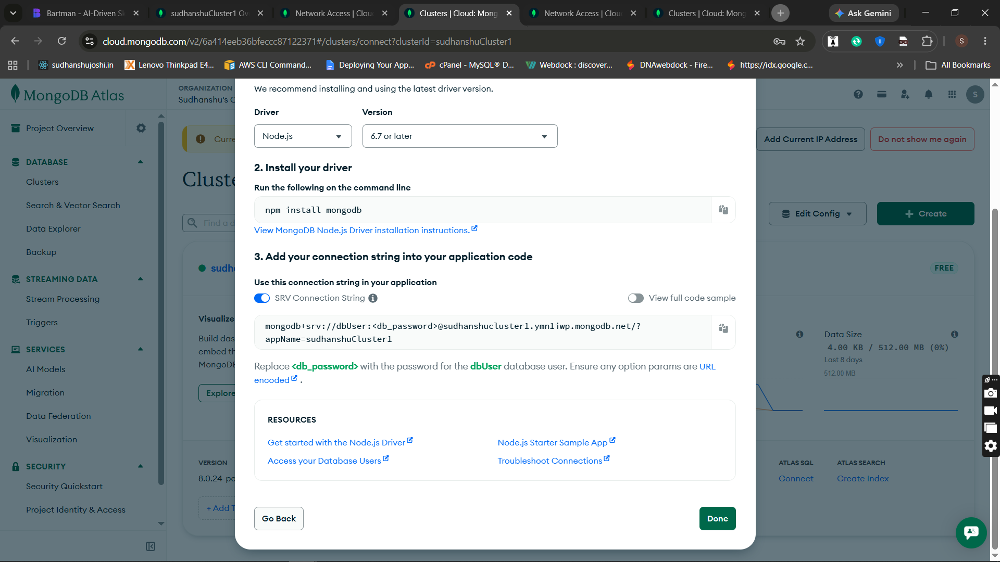 Bartman - AI-Driven Sk
sudhanshuCluster1 Ov
Network Access | Clou
Clusters | Cloud: Mong
Network Access | Clou
Clusters | Cloud: Mong
Ask Gemini
cloud.mongodb.com/v2/6a414eeb36bfeccc87122371#/clusters/connect?clusterId=sudhanshuCluster1
S
sudhanshujoshi.in
Lenovo Thinkpad E4...
AWS CLI Command...
Deploying Your App...
cPanel - MySQL® D...
Webdock : discover...
DNAwebdock - Fire...
https://idx.google.c...
All Bookmarks
MongoDB Atlas
ORGANIZATION
Sudhanshu's O
S
Project Overview
DATABASE
Clusters
Search & Vector Search
Data Explorer
Backup
STREAMING DATA
Stream Processing
Triggers
SERVICES
AI Models
Migration
Data Federation
Visualization
SECURITY
Security Quickstart
Project Identity & Access
Curre
Add Current IP Address
Do not show me again
Cluste
Find a d
Edit Config
Create
sudh
FREE
Visualize
Build das
embed th
MongoDB
Explore
VERSION
8.0.24-po
+ Add T
Data Size
4.00 KB / 512.00 MB (0%)
Last 8 days
512.00 MB
ATLAS SQL
Connect
ATLAS SEARCH
Create Index
We recommend installing and using the latest driver version.
Driver
Version
Node.js
6.7 or later
2. Install your driver
Run the following on the command line
npm install mongodb
View MongoDB Node.js Driver installation instructions.
3. Add your connection string into your application code
Use this connection string in your application
SRV Connection String
View full code sample
mongodb+srv://dbUser:<db_password>@sudhanshucluster1.ymn1iwp.mongodb.net/?
appName=sudhanshuCluster1
Replace <db_password> with the password for the dbUser database user. Ensure any option params are URL
encoded .
RESOURCES
Get started with the Node.js Driver
Node.js Starter Sample App
Access your Database Users
Troubleshoot Connections
Go Back
Done